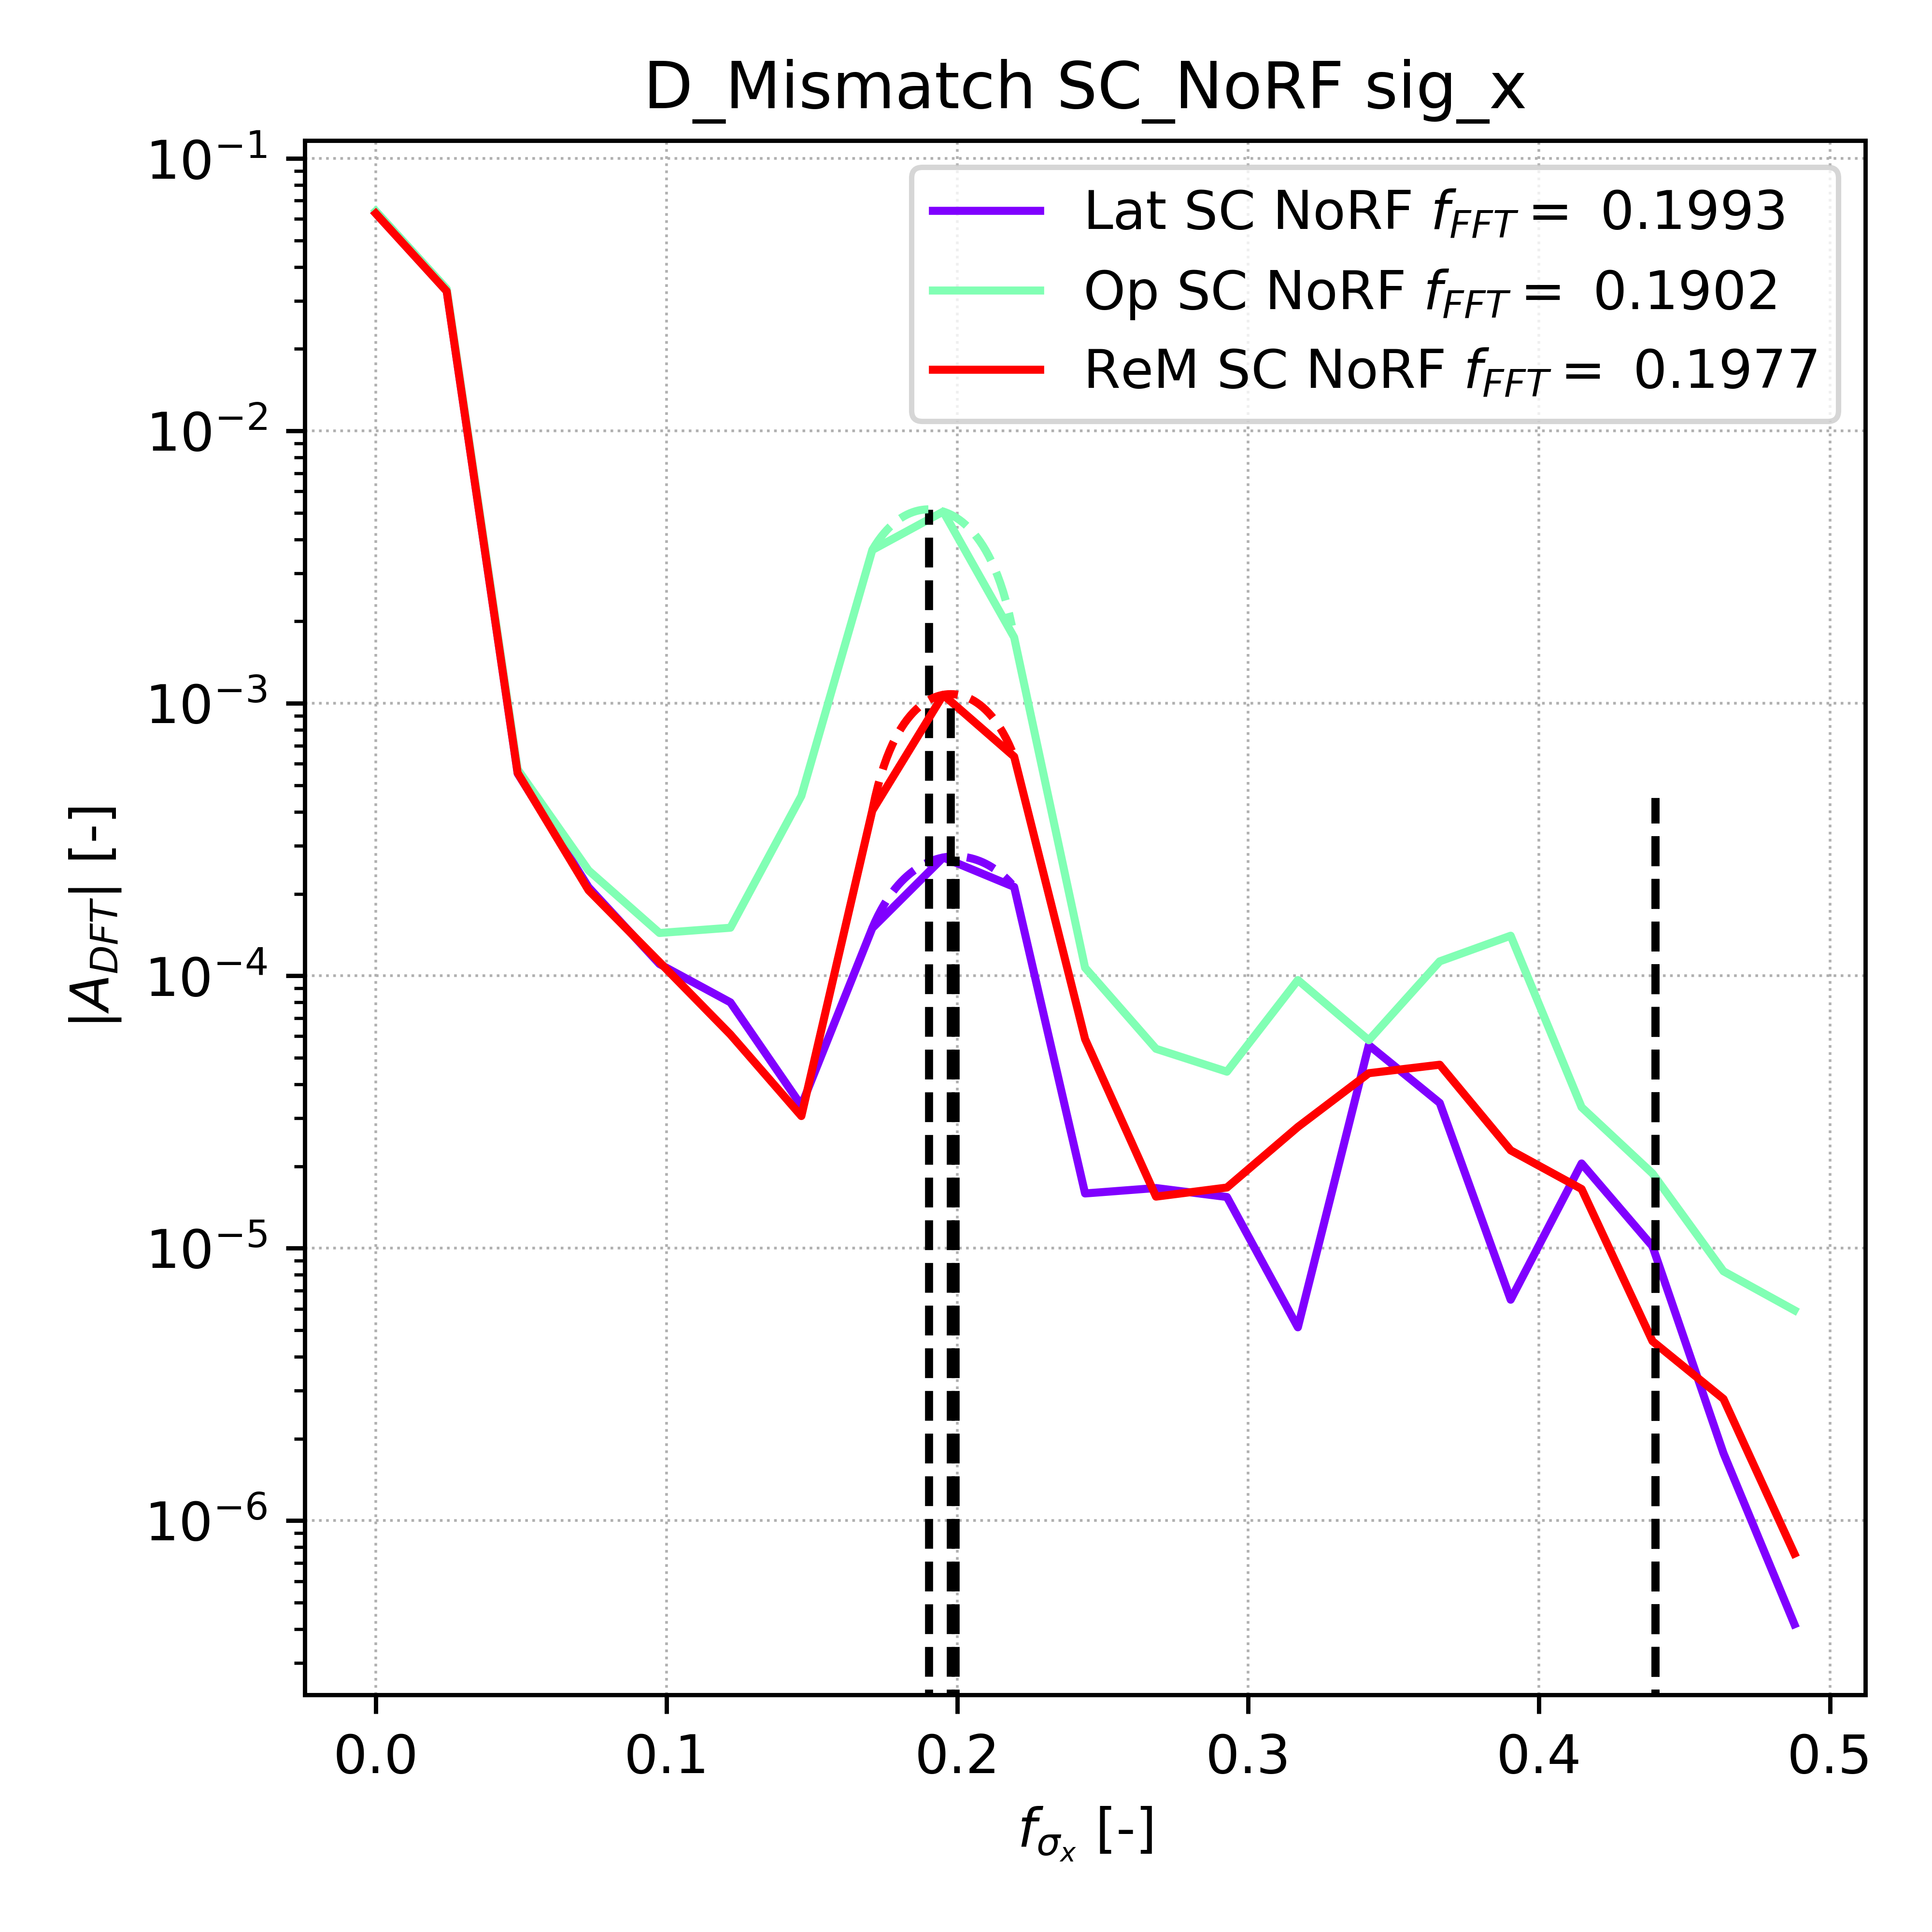 D_Mismatch SC_NoRF sig_x
10⁻¹
10⁻²
10⁻³
10⁻⁴
10⁻⁵
10⁻⁶
|A_DFT| [-]
Lat SC NoRF f_FFT = 0.1993
Op SC NoRF f_FFT = 0.1902
ReM SC NoRF f_FFT = 0.1977
0.0 0.1 0.2 0.3 0.4 0.5
f_σₓ [-]